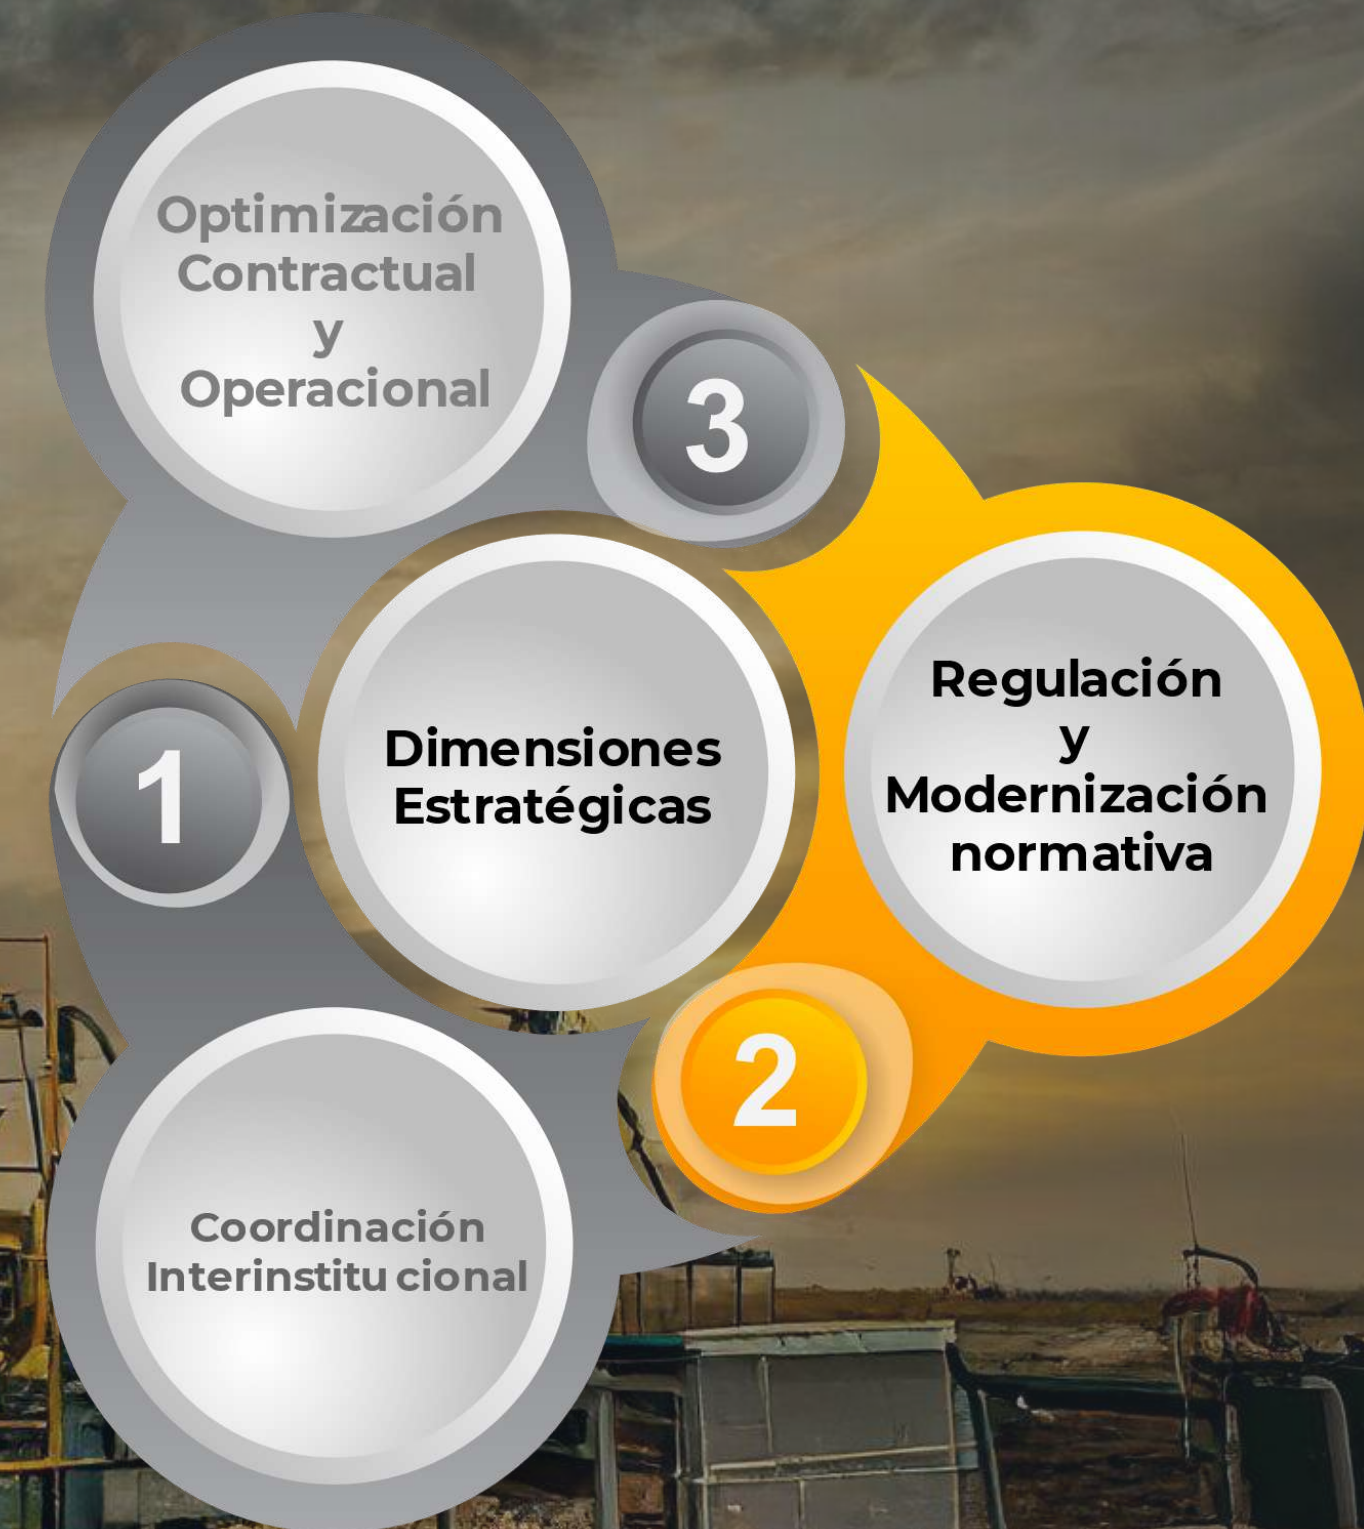 Optimización
Contractual
y
Operacional
3
1
Dimensiones
Estratégicas
Regulación
y
Modernización
normativa
2
Coordinación
Interinstitu cional